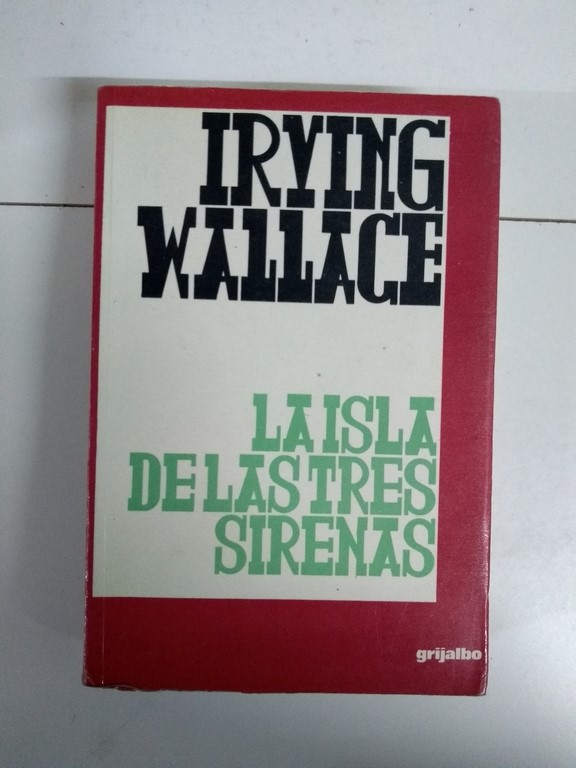 IRVING
WALLACE
LA ISLA
DE LAS TRES
SIRENAS
grijalbo